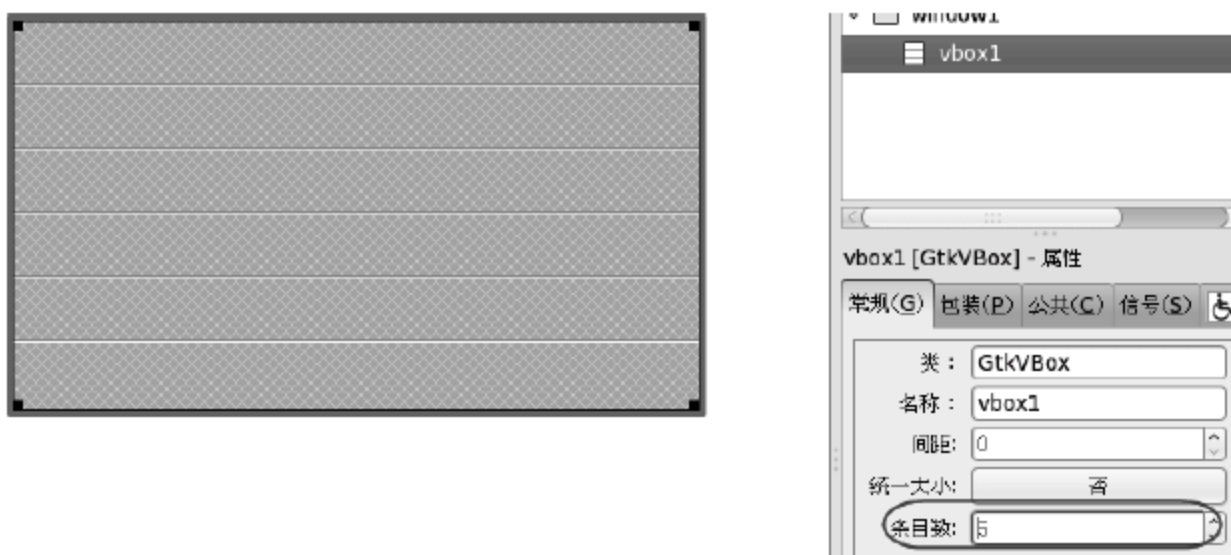 window1
vbox1
vbox1 [GtkVBox] - 属性
常规(G) 包装(P) 公共(C) 信号(S)
类: GtkVBox
名称: vbox1
间距: 0
统一大小: 否
条目数: